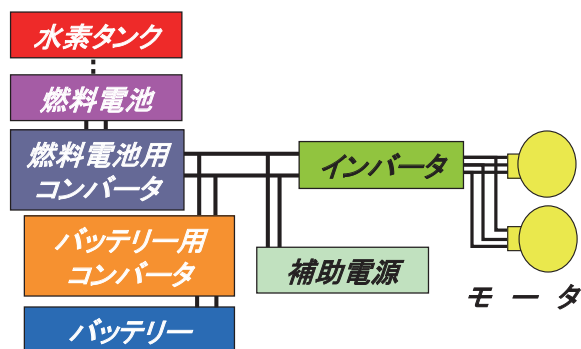 水素タンク
燃料電池
燃料電池用
コンバータ
インバータ
バッテリー用
コンバータ
補助電源
モータ
バッテリー